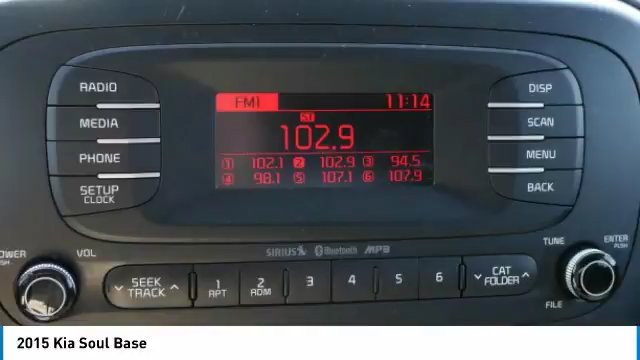 RADIO
MEDIA
PHONE
SETUP
CLOCK
FM1 11:14
ST
102.9
1 102.1 2 102.9 3 94.5
4 98.1 5 107.1 6 107.9
DISP
SCAN
MENU
BACK
POWER
PUSH
VOL
SIRIUS Bluetooth MP3
TUNE
ENTER
PUSH
SEEK
TRACK
1
RPT
2
RDM
3
4
5
6
CAT
FOLDER
FILE
2015 Kia Soul Base